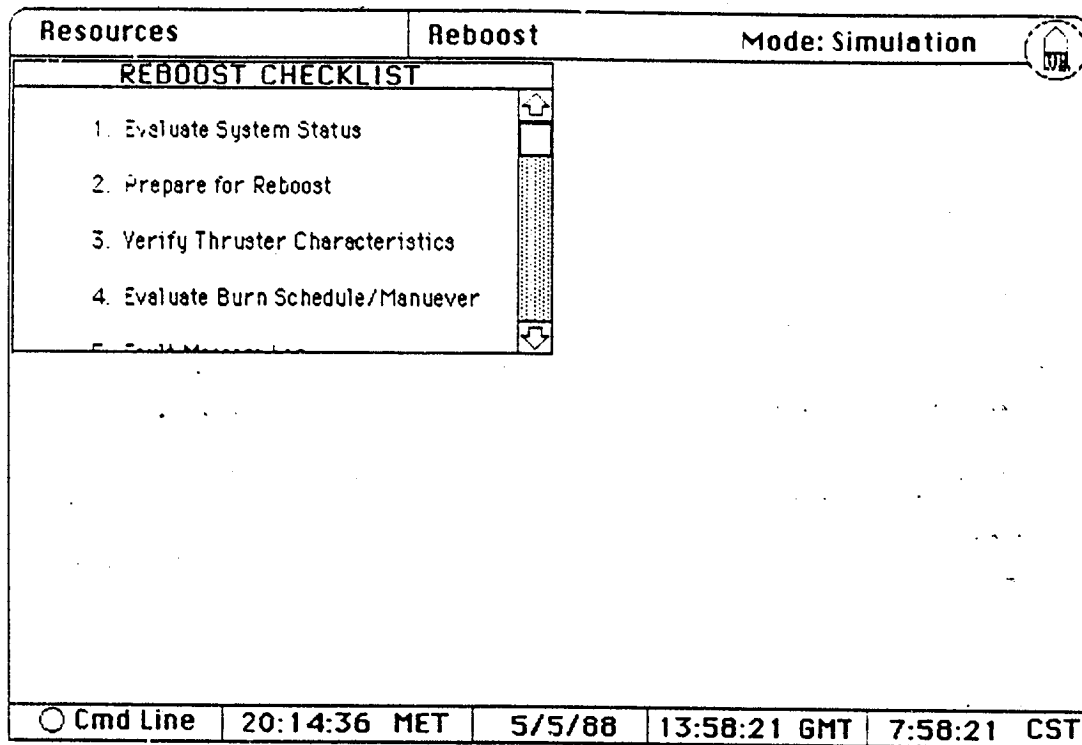 Resources
Reboost
Mode: Simulation
REBOOST CHECKLIST
1. Evaluate System Status
2. Prepare for Reboost
3. Verify Thruster Characteristics
4. Evaluate Burn Schedule/Manuever
Cmd Line
20:14:36 MET
5/5/88
13:58:21 GMT
7:58:21 CST